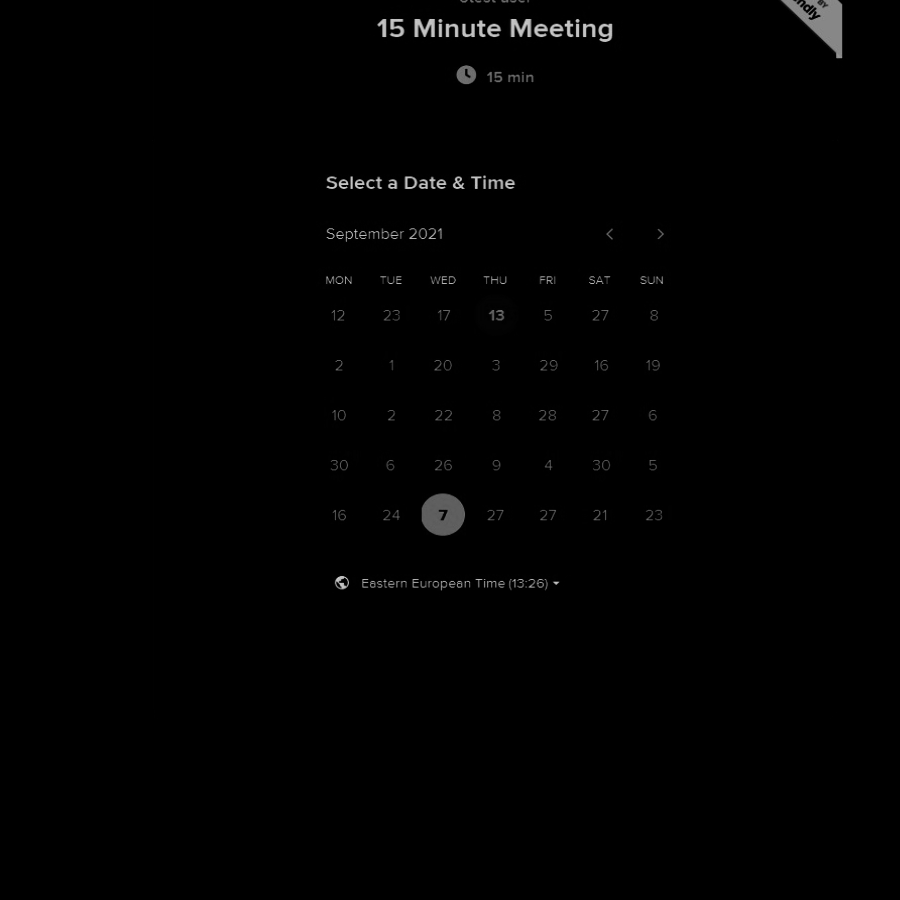 15 Minute Meeting
15 min
Select a Date & Time
September 2021
MON TUE WED THU FRI SAT SUN
12 23 17 13 5 27 8
2 1 20 3 29 16 19
10 2 22 8 28 27 6
30 6 26 9 4 30 5
16 24 7 27 27 21 23
Eastern European Time (13:26)